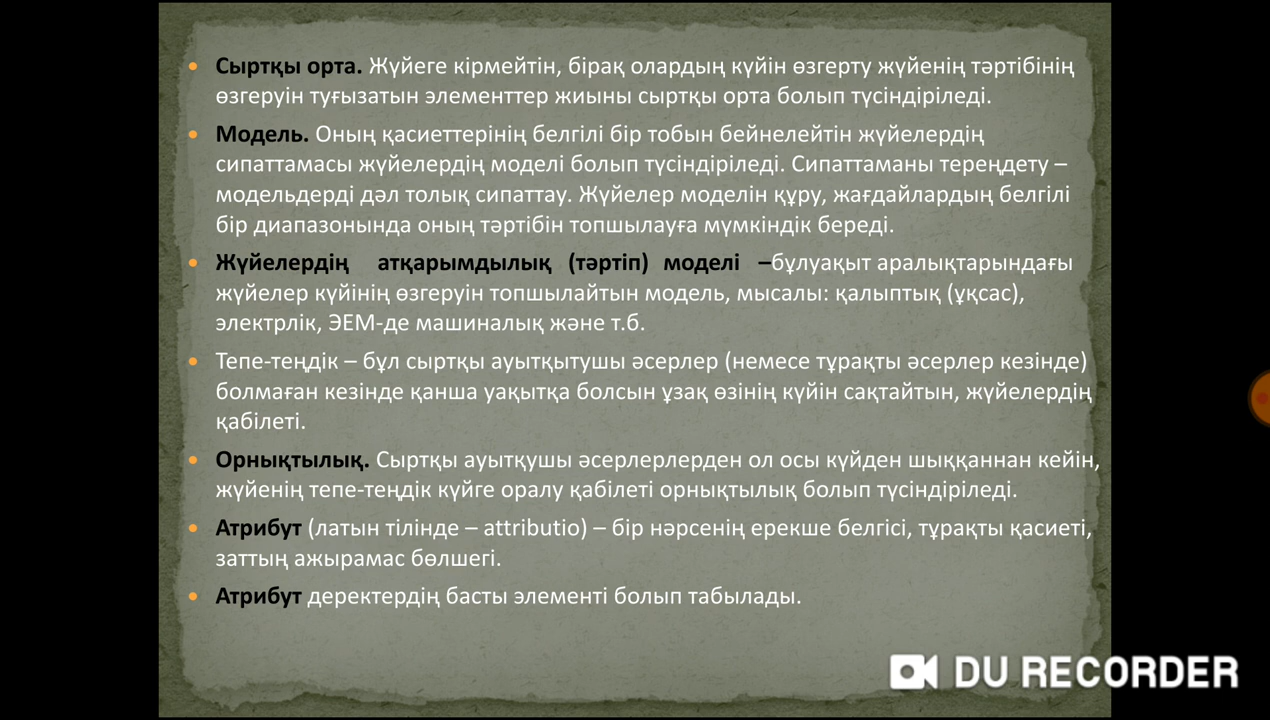 Сыртқы орта. Жүйеге кірмейтін, бірақ олардың күйін өзгерту жүйенің тәртібінің
өзгеруін туғызатын элементтер жиыны сыртқы орта болып түсіндіріледі.
Модель. Оның қасиеттерінің белгілі бір тобын бейнелейтін жүйелердің
сипаттамасы жүйелердің моделі болып түсіндіріледі. Сипаттаманы тереңдету –
модельдерді дәл толық сипаттау. Жүйелер моделін құру, жағдайлардың белгілі
бір диапазонында оның тәртібін топшылауға мүмкіндік береді.
Жүйелердің атқарымдылық (тәртіп) моделі –бұлуақыт аралықтарындағы
жүйелер күйінің өзгеруін топшылайтын модель, мысалы: қалыптық (ұқсас),
электрлік, ЭЕМ-де машиналық және т.б.
Тепе-теңдік – бұл сыртқы ауытқытушы әсерлер (немесе тұрақты әсерлер кезінде)
болмаған кезінде қанша уақытқа болсын ұзақ өзінің күйін сақтайтын, жүйелердің
қабілеті.
Орнықтылық. Сыртқы ауытқушы әсерлерлерден ол осы күйден шыққаннан кейін,
жүйенің тепе-теңдік күйге оралу қабілеті орнықтылық болып түсіндіріледі.
Атрибут (латын тілінде – attributio) – бір нәрсенің ерекше белгісі, тұрақты қасиеті,
заттың ажырамас бөлшегі.
Атрибут деректердің басты элементі болып табылады.
DU RECORDER